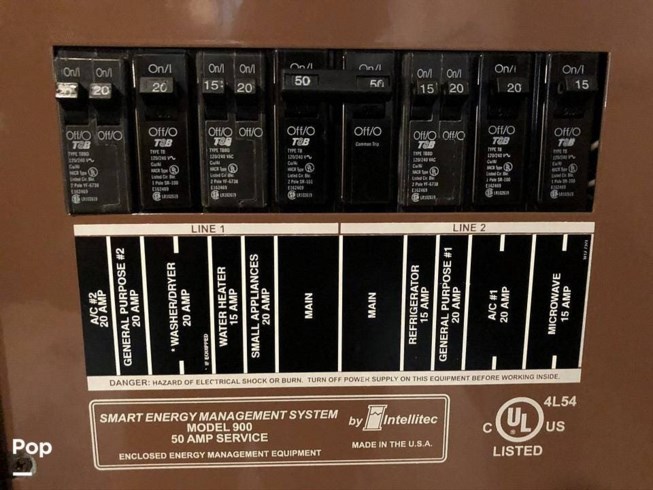 On/I On/I On/I On/I On/I On/I On/I On/I On/I On/I On/I
20 20 15 20 50 50 15 20 20 15
Off/O Off/O Off/O Off/O Off/O Off/O Off/O Off/O Off/O Off/O Off/O
T&B T&B T&B T&B Common Trip T&B T&B T&B
LINE 1 LINE 2
A/C #2 20 AMP
GENERAL PURPOSE #2 20 AMP
* WASHER/DRYER 20 AMP
* IF EQUIPPED
WATER HEATER 15 AMP
SMALL APPLIANCES 20 AMP
MAIN
MAIN
REFRIGERATOR 15 AMP
GENERAL PURPOSE #1 20 AMP
A/C #1 20 AMP
MICROWAVE 15 AMP
DANGER: HAZARD OF ELECTRICAL SHOCK OR BURN. TURN OFF POWER SUPPLY ON THIS EQUIPMENT BEFORE WORKING INSIDE.
SMART ENERGY MANAGEMENT SYSTEM
MODEL 900
50 AMP SERVICE
by Intellitec
ENCLOSED ENERGY MANAGEMENT EQUIPMENT
MADE IN THE U.S.A.
4L54
C UL US
LISTED
Pop